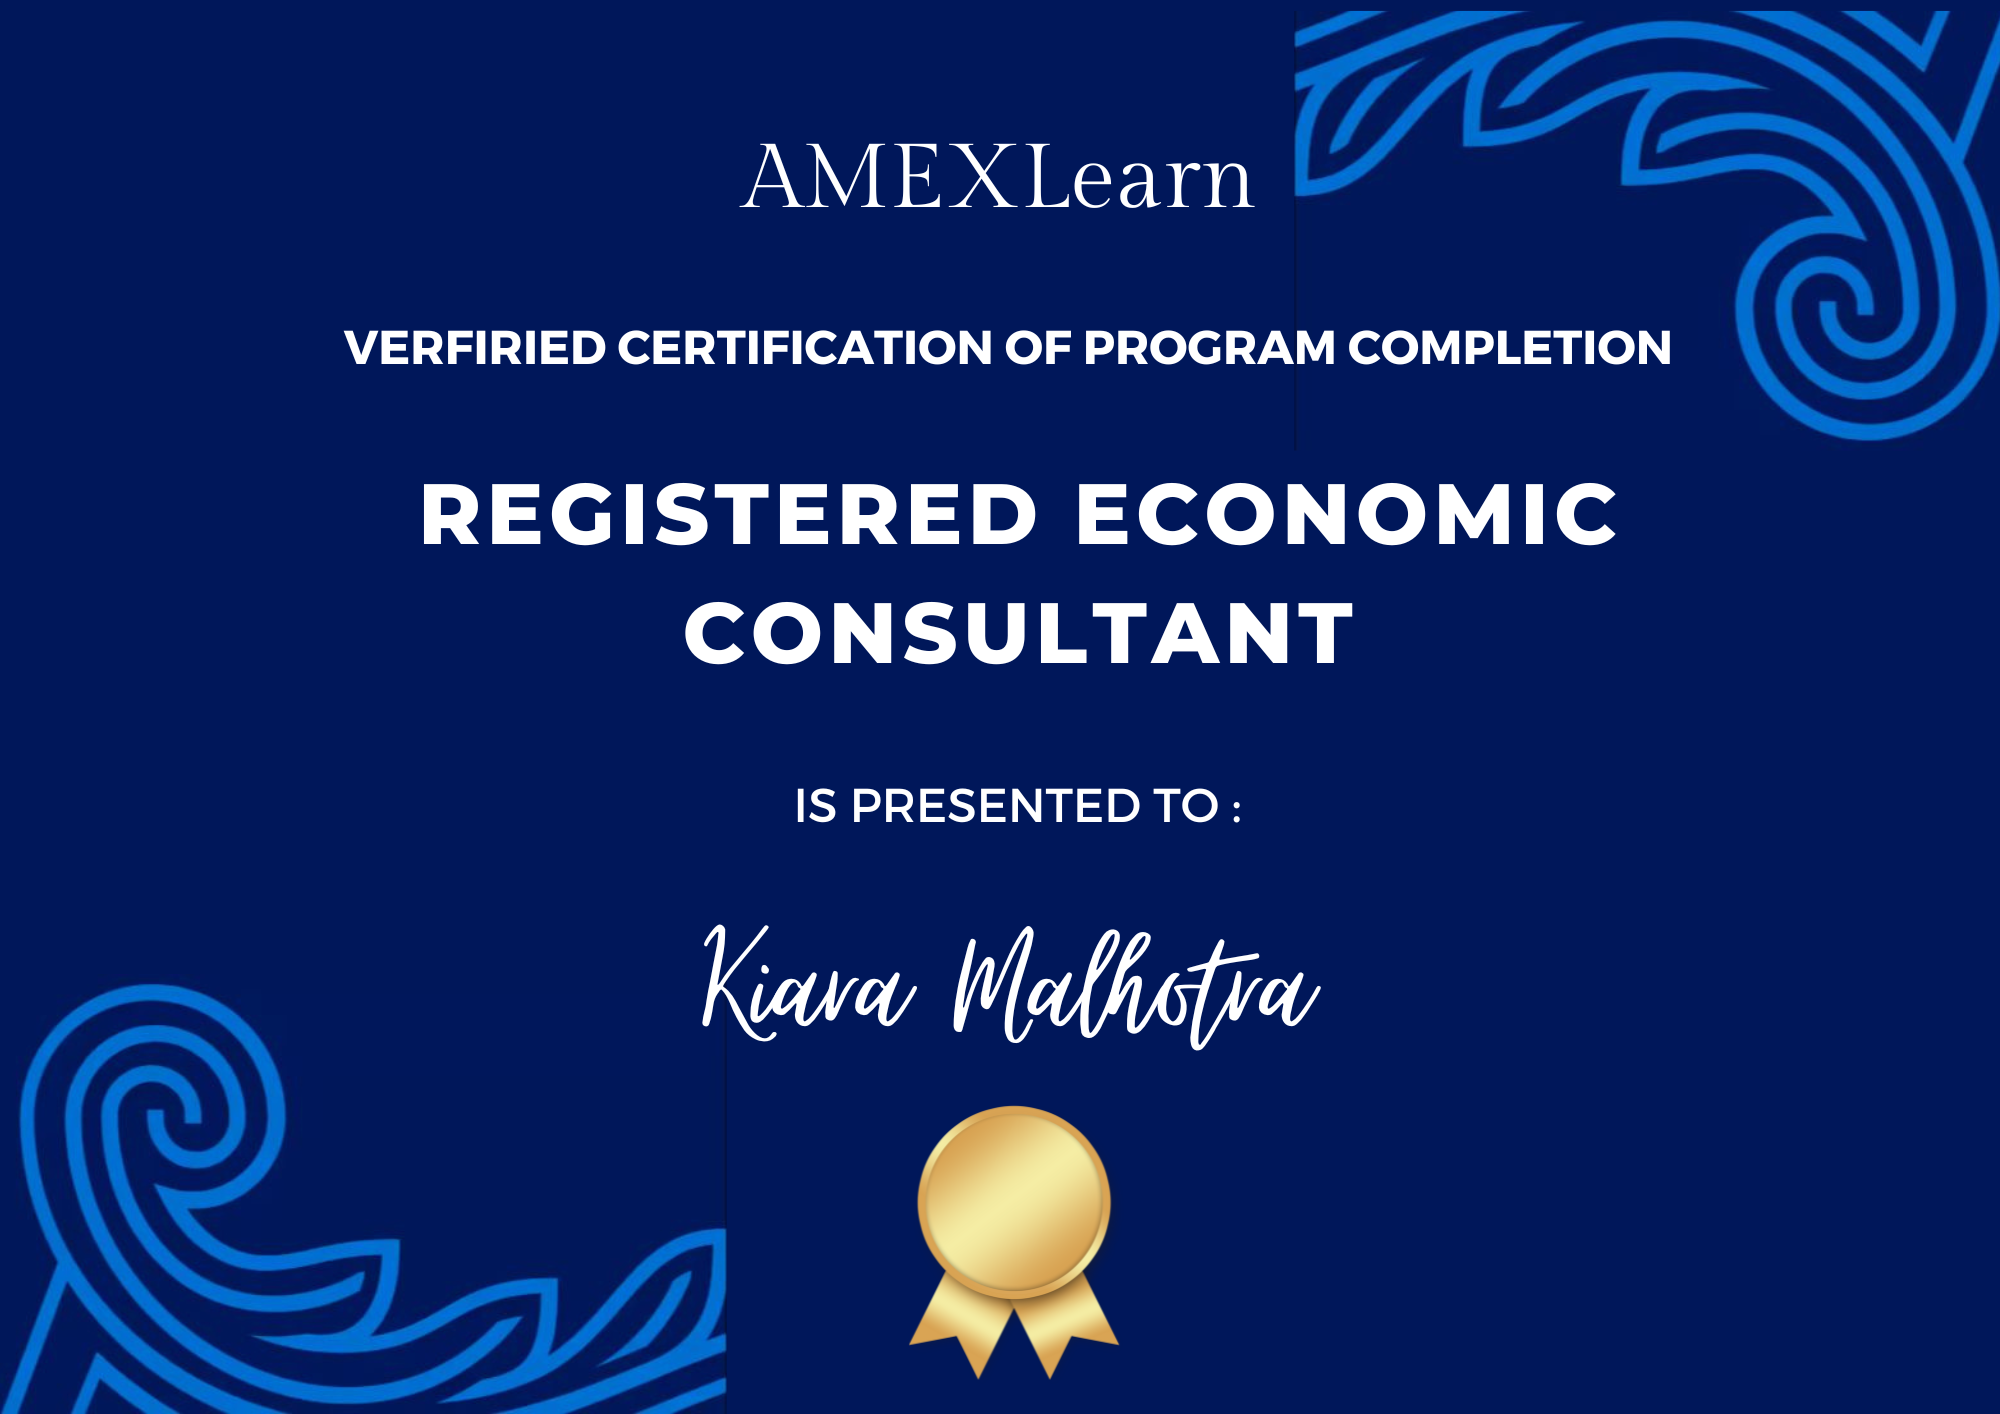 AMEXLearn
VERFIRIED CERTIFICATION OF PROGRAM COMPLETION
REGISTERED ECONOMIC
CONSULTANT
IS PRESENTED TO :
Kiara Malhotra